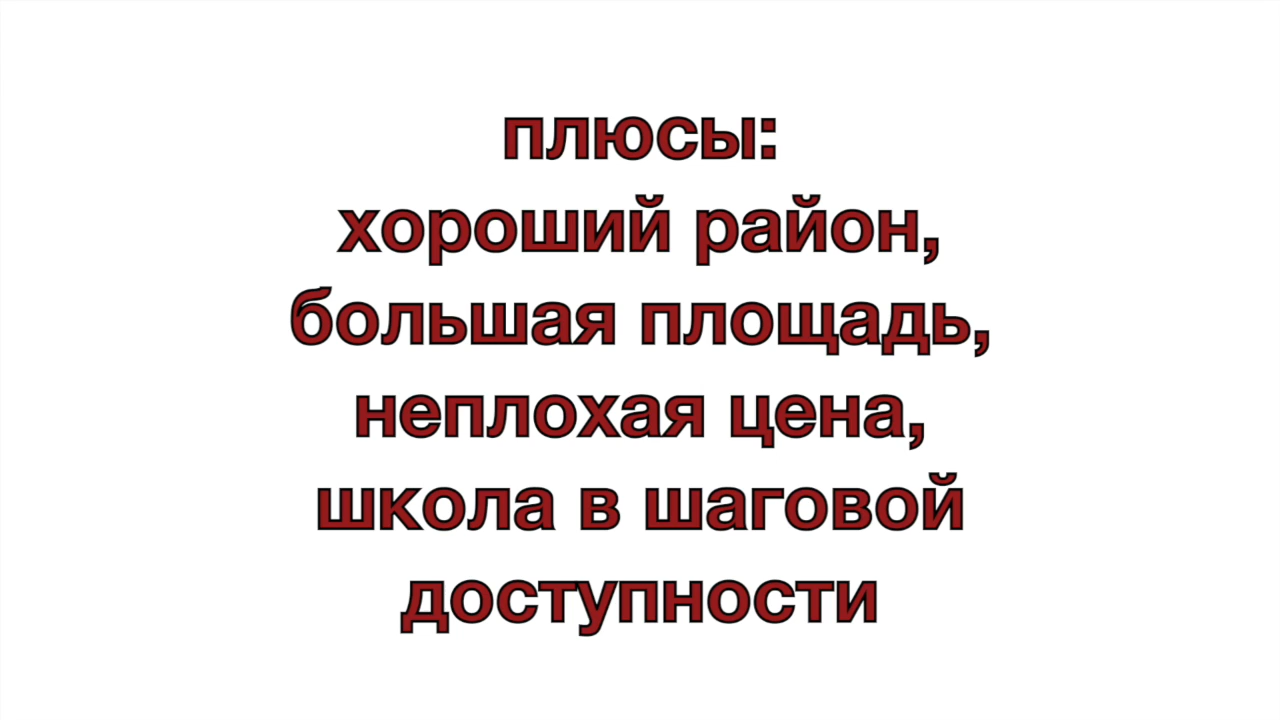 плюсы:
хороший район,
большая площадь,
неплохая цена,
школа в шаговой
доступности